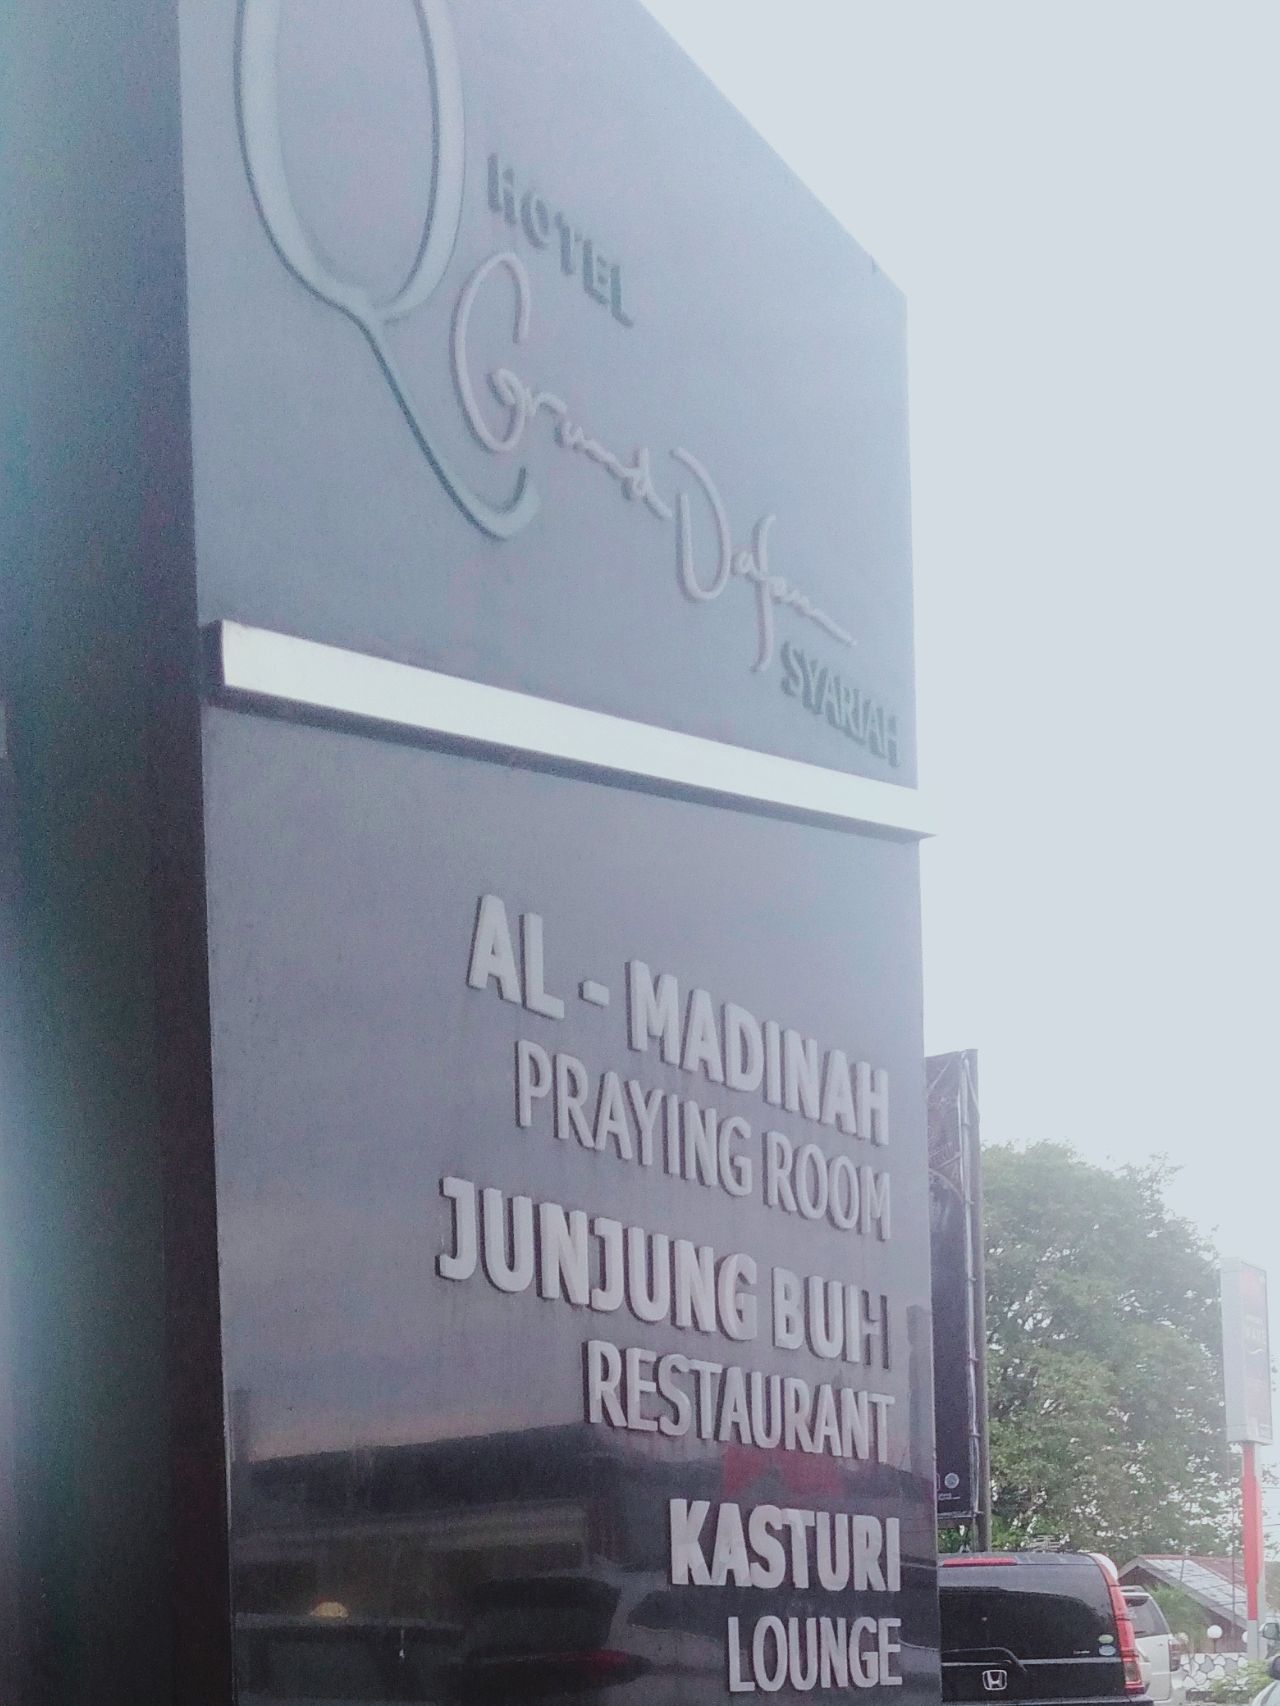 Q
HOTEL
Grand Dafam
SYARIAH
AL - MADINAH
PRAYING ROOM
JUNJUNG BUIH
RESTAURANT
KASTURI
LOUNGE